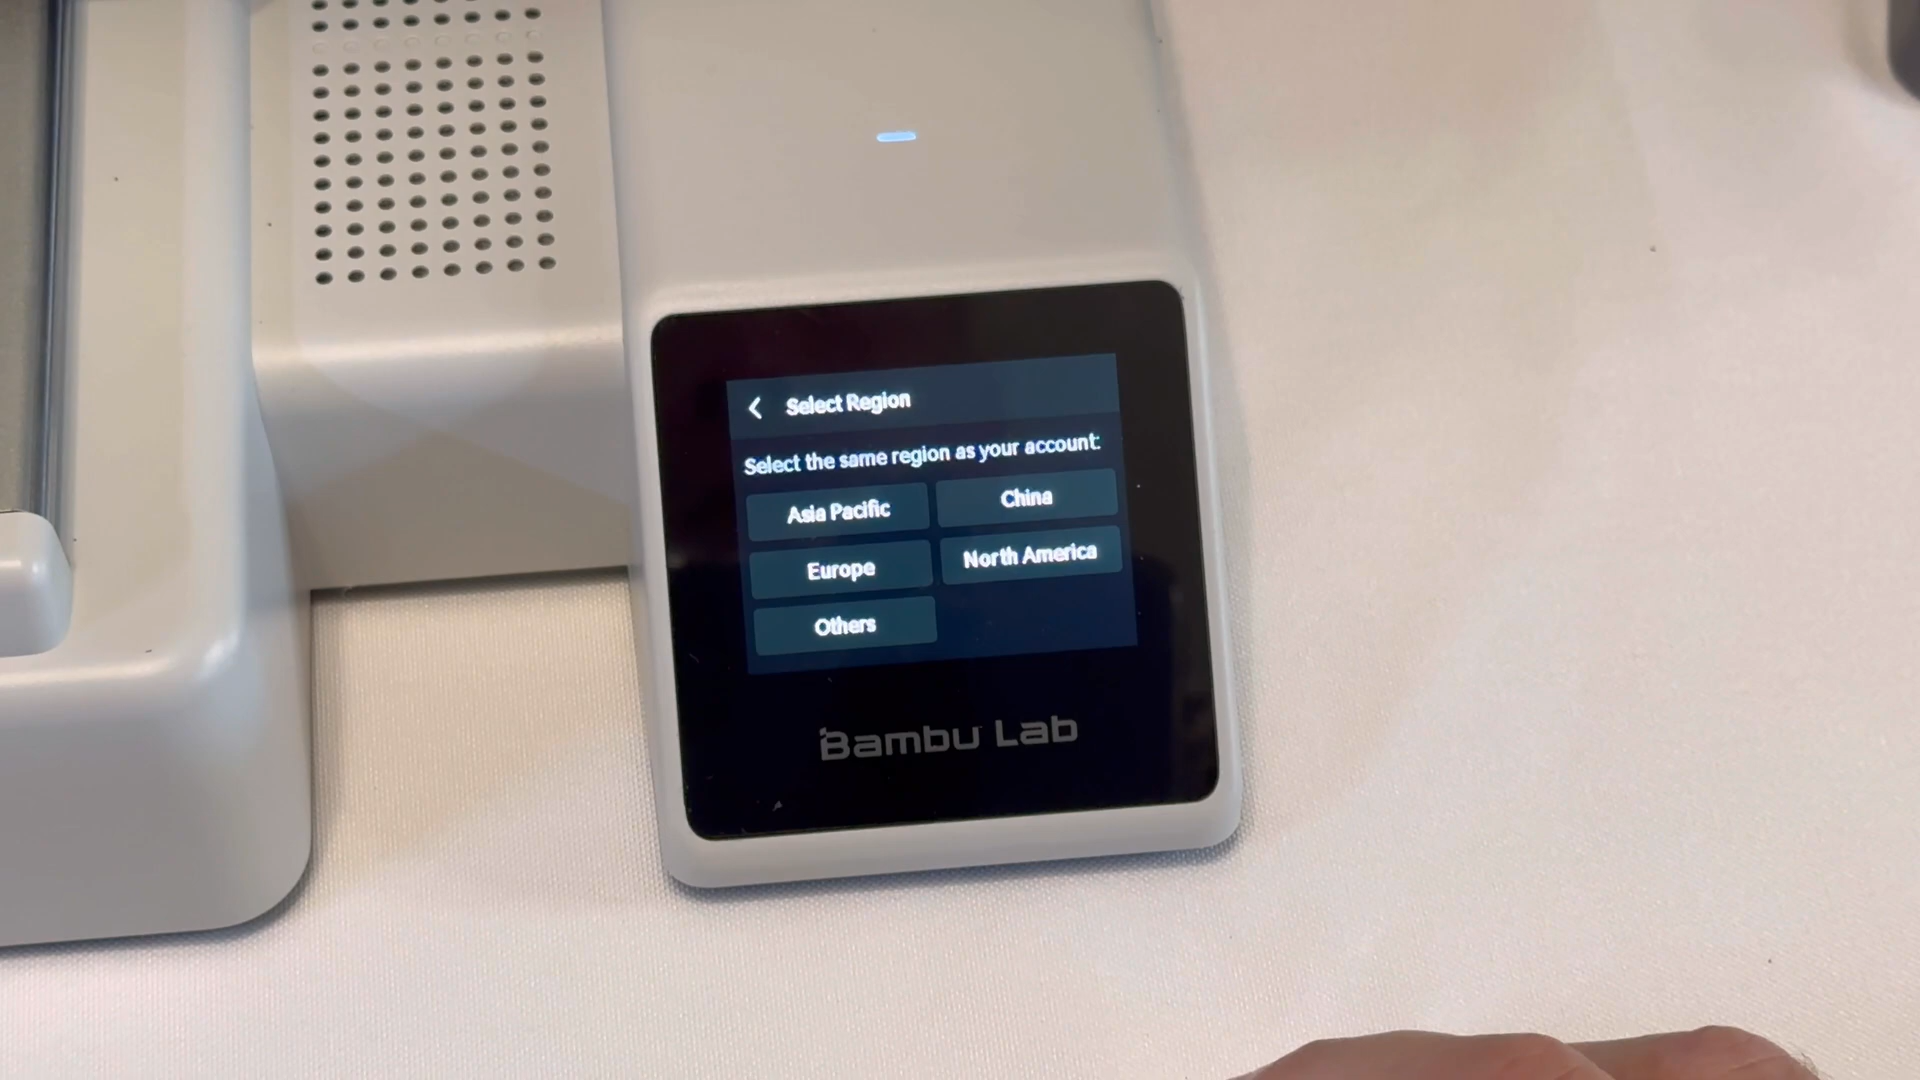 Select Region
Select the same region as your account:
Asia Pacific
China
Europe
North America
Others
Bambu Lab